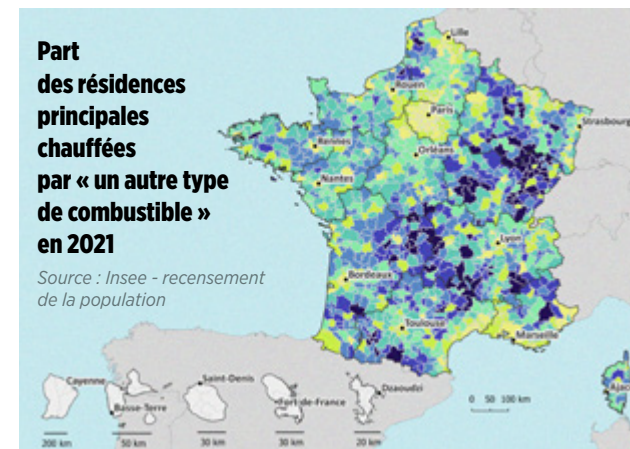 Part
des résidences
principales
chauffées
par « un autre type
de combustible »
en 2021
Source : Insee - recensement
de la population
Lille
Rouen
Paris
Strasbourg
Rennes
Orléans
Nantes
Lyon
Bordeaux
Toulouse
Marseille
Cayenne
Saint-Denis
Dzaoudzi
Basse-Terre
Fort-de-France
Ajac
0 50 100 km
200 km
50 km
30 km
30 km
20 km